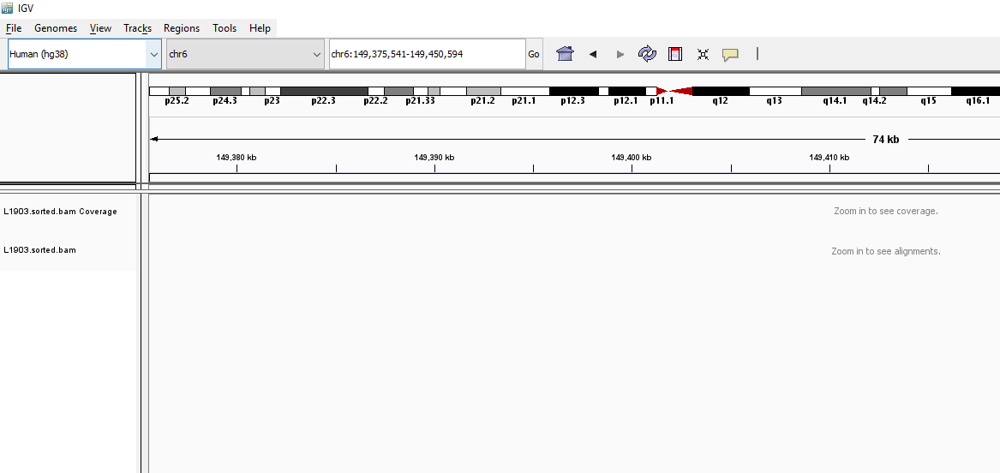 IGV
File Genomes View Tracks Regions Tools Help
Human (hg38) chr6 chr6:149,375,541-149,450,594 Go
p25.2 p24.3 p23 p22.3 p22.2 p21.33 p21.2 p21.1 p12.3 p12.1 p11.1 q12 q13 q14.1 q14.2 q15 q16.1
74 kb
149,380 kb 149,390 kb 149,400 kb 149,410 kb
L1903.sorted.bam Coverage Zoom in to see coverage.
L1903.sorted.bam Zoom in to see alignments.